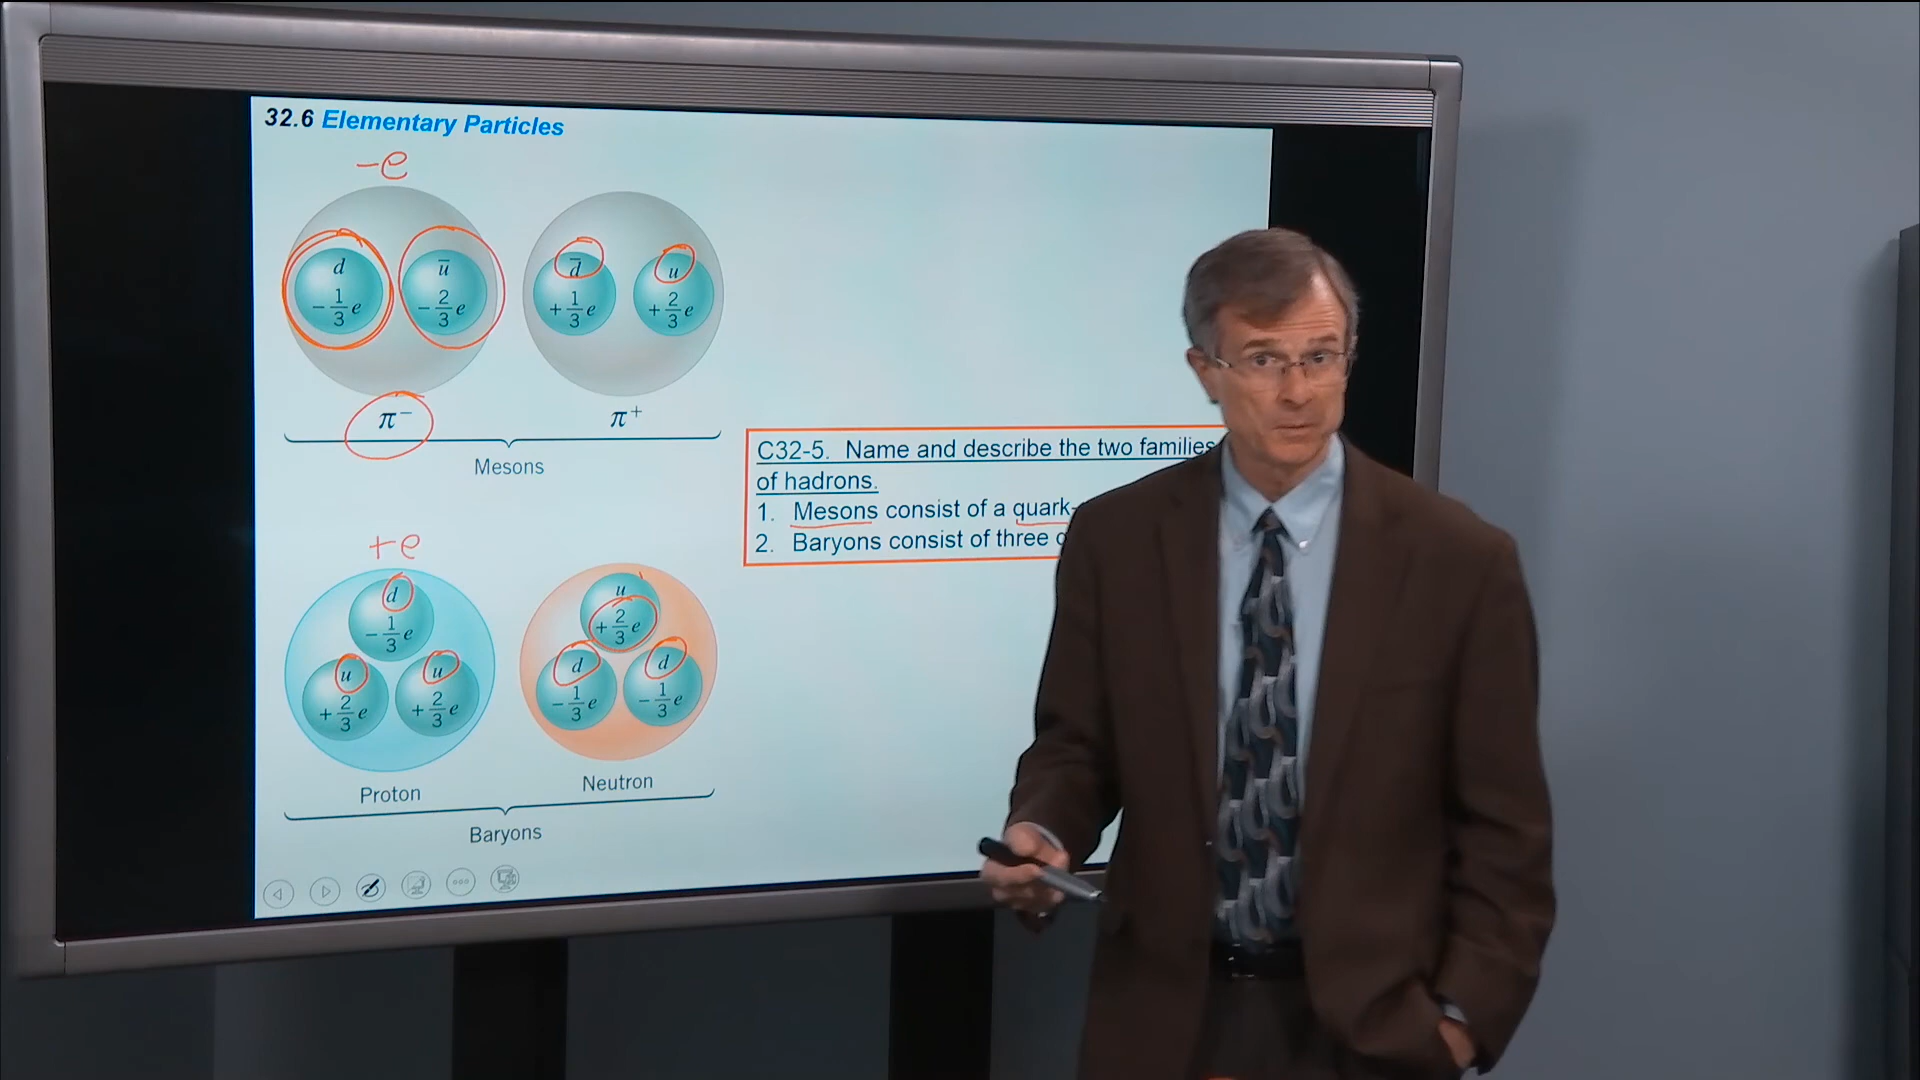 32.6 Elementary Particles
-e
d
-1/3 e
u̅
-2/3 e
d̅
+1/3 e
u
+2/3 e
π⁻
π⁺
Mesons
C32-5. Name and describe the two families
of hadrons.
1. Mesons consist of a quark-
2. Baryons consist of three
+e
d
-1/3 e
u
+2/3 e
u
+2/3 e
u
+2/3 e
d
-1/3 e
d
-1/3 e
Proton
Neutron
Baryons